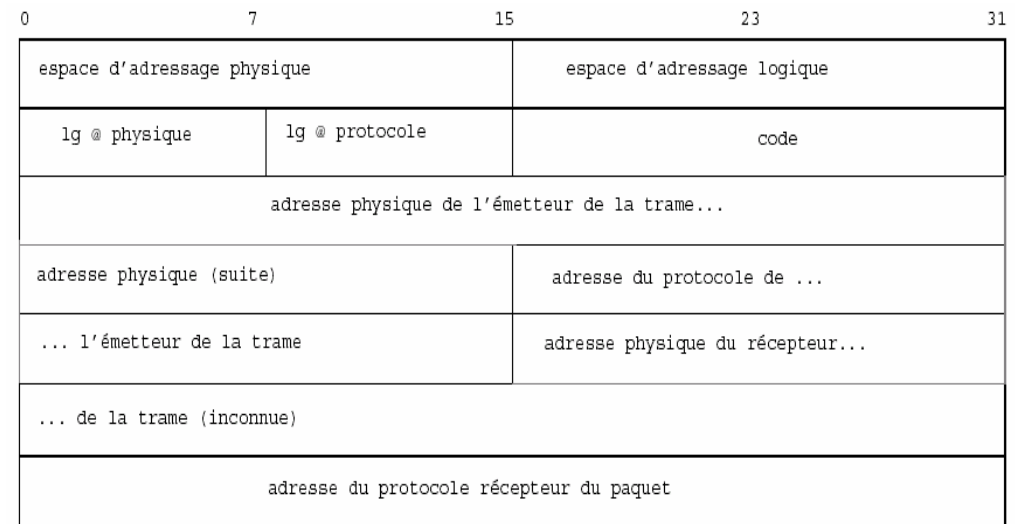 0 7 15 23 31
espace d'adressage physique espace d'adressage logique
lg @ physique lg @ protocole code
adresse physique de l'émetteur de la trame...
adresse physique (suite) adresse du protocole de ...
... l'émetteur de la trame adresse physique du récepteur...
... de la trame (inconnue)
adresse du protocole récepteur du paquet